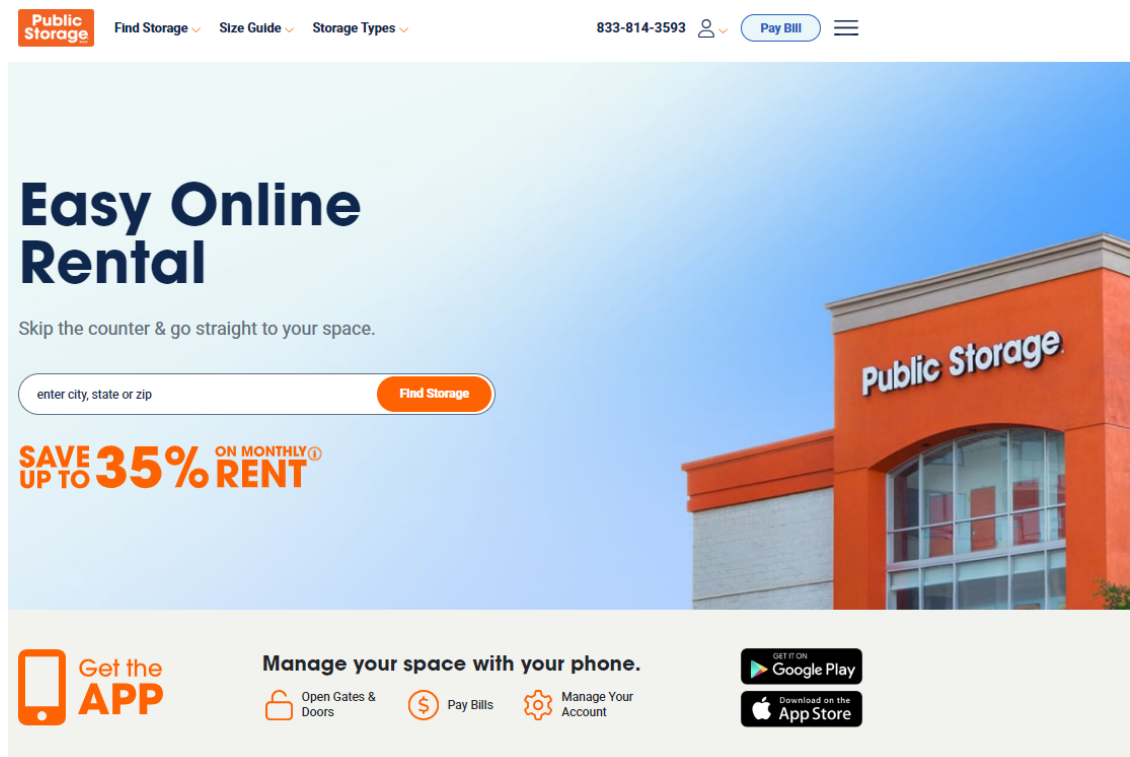 Public
Storage
Find Storage
Size Guide
Storage Types
833-814-3593
Pay Bill
Easy Online
Rental
Skip the counter & go straight to your space.
enter city, state or zip
Find Storage
SAVE
UP TO
35%
ON MONTHLY
RENT
Public Storage
Get the
APP
Manage your space with your phone.
Open Gates &
Doors
Pay Bills
Manage Your
Account
GET IT ON
Google Play
Download on the
App Store